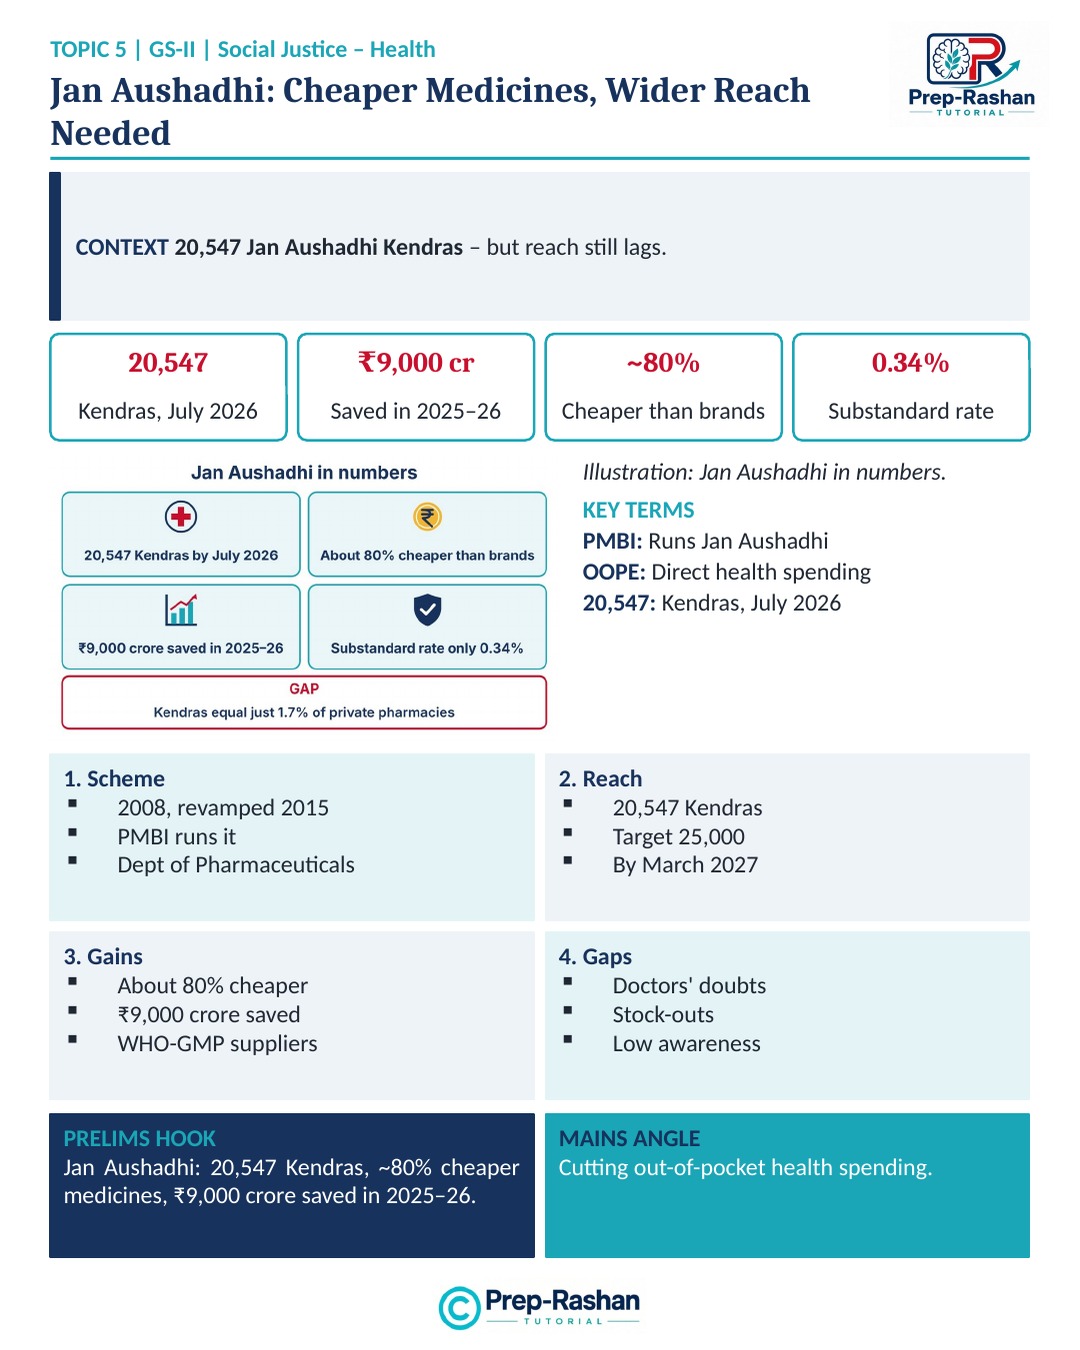 TOPIC 5 | GS-II | Social Justice – Health
Jan Aushadhi: Cheaper Medicines, Wider Reach
Needed
Prep-Rashan
TUTORIAL
CONTEXT 20,547 Jan Aushadhi Kendras – but reach still lags.
20,547
Kendras, July 2026
₹9,000 cr
Saved in 2025–26
~80%
Cheaper than brands
0.34%
Substandard rate
Jan Aushadhi in numbers
20,547 Kendras by July 2026
About 80% cheaper than brands
₹9,000 crore saved in 2025–26
Substandard rate only 0.34%
GAP
Kendras equal just 1.7% of private pharmacies
Illustration: Jan Aushadhi in numbers.
KEY TERMS
PMBI: Runs Jan Aushadhi
OOPE: Direct health spending
20,547: Kendras, July 2026
1. Scheme
▪ 2008, revamped 2015
▪ PMBI runs it
▪ Dept of Pharmaceuticals
2. Reach
▪ 20,547 Kendras
▪ Target 25,000
▪ By March 2027
3. Gains
▪ About 80% cheaper
▪ ₹9,000 crore saved
▪ WHO-GMP suppliers
4. Gaps
▪ Doctors' doubts
▪ Stock-outs
▪ Low awareness
PRELIMS HOOK
Jan Aushadhi: 20,547 Kendras, ~80% cheaper
medicines, ₹9,000 crore saved in 2025–26.
MAINS ANGLE
Cutting out-of-pocket health spending.
© Prep-Rashan
TUTORIAL